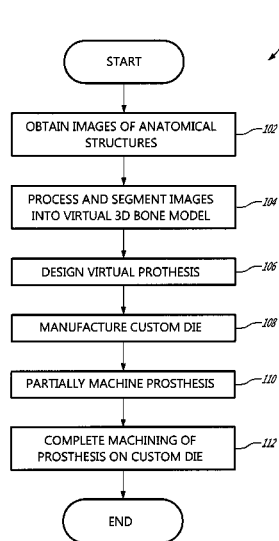 START
OBTAIN IMAGES OF ANATOMICAL
STRUCTURES
102
PROCESS AND SEGMENT IMAGES
INTO VIRTUAL 3D BONE MODEL
104
DESIGN VIRTUAL PROTHESIS
106
MANUFACTURE CUSTOM DIE
108
PARTIALLY MACHINE PROSTHESIS
110
COMPLETE MACHINING OF
PROSTHESIS ON CUSTOM DIE
112
END